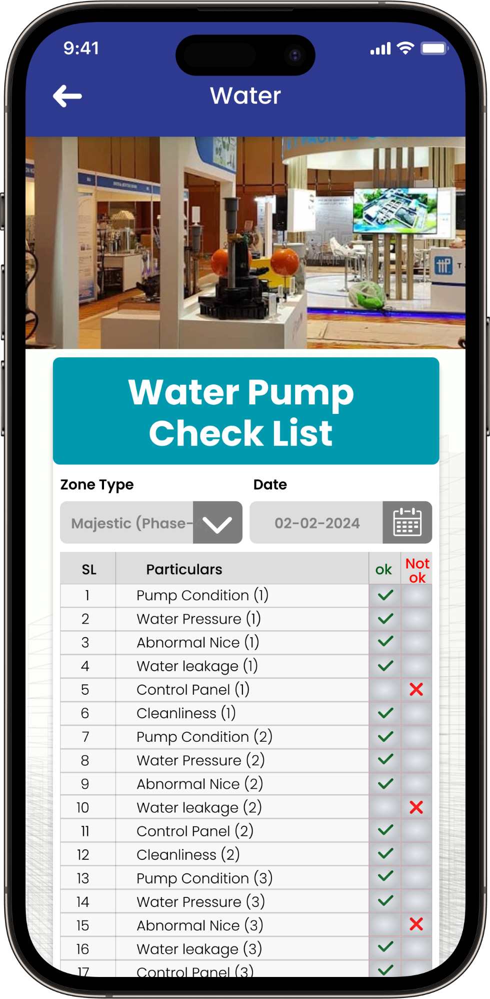 9:41
Water
Water Pump
Check List
Zone Type Date
Majestic (Phase- 02-02-2024
SL Particulars ok Not ok
1 Pump Condition (1)
2 Water Pressure (1)
3 Abnormal Nice (1)
4 Water leakage (1)
5 Control Panel (1)
6 Cleanliness (1)
7 Pump Condition (2)
8 Water Pressure (2)
9 Abnormal Nice (2)
10 Water leakage (2)
11 Control Panel (2)
12 Cleanliness (2)
13 Pump Condition (3)
14 Water Pressure (3)
15 Abnormal Nice (3)
16 Water leakage (3)
17 Control Panel (3)